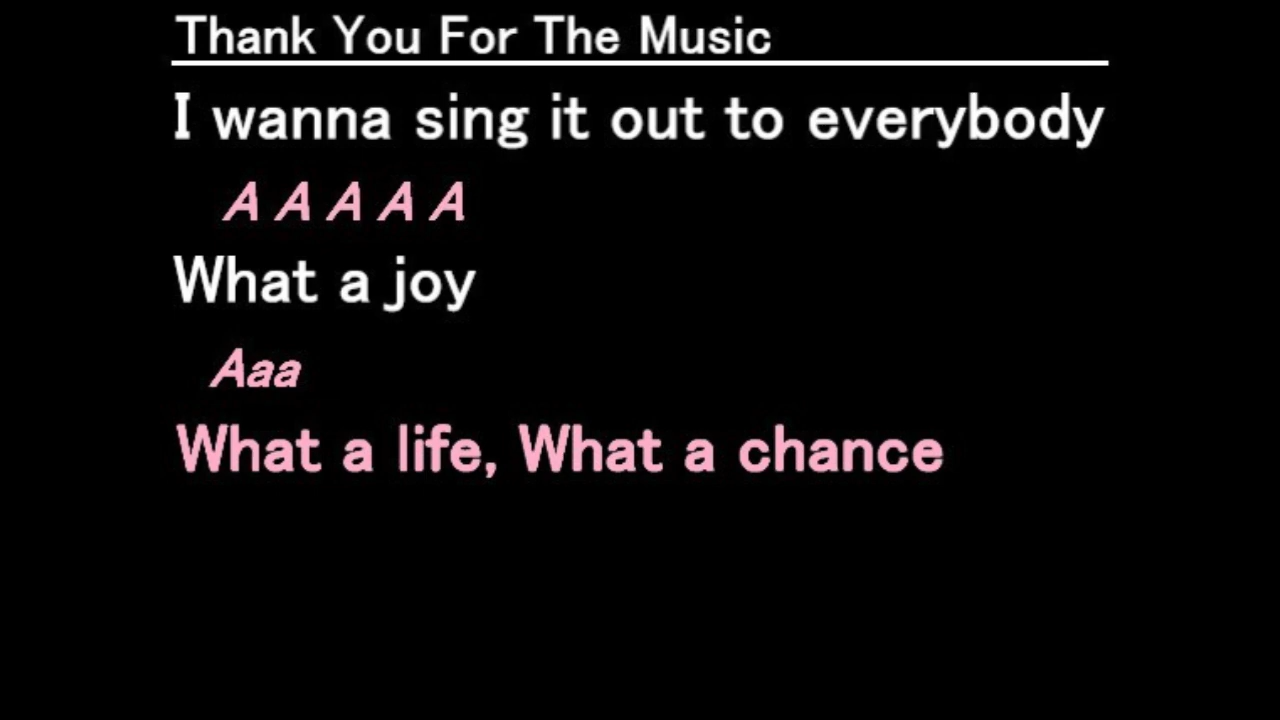 Thank You For The Music
I wanna sing it out to everybody
A A A A A
What a joy
Aaa
What a life, What a chance